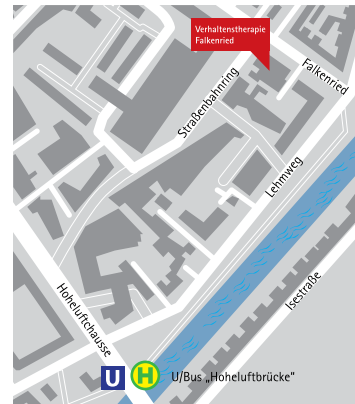 Verhaltenstherapie
Falkenried
Falkenried
Straßenbahnring
Lehmweg
Isestraße
Hoheluftchausse
U H U/Bus „Hoheluftbrücke"